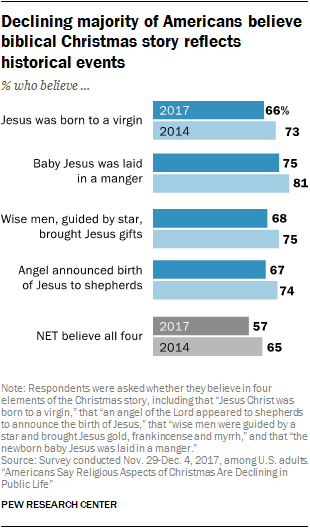 Declining majority of Americans believe
biblical Christmas story reflects
historical events
% who believe ...
Jesus was born to a virgin
2017 66%
2014 73
Baby Jesus was laid
in a manger
75
81
Wise men, guided by star,
brought Jesus gifts
68
75
Angel announced birth
of Jesus to shepherds
67
74
NET believe all four
2017 57
2014 65
Note: Respondents were asked whether they believe in four
elements of the Christmas story, including that “Jesus Christ was
born to a virgin,” that “an angel of the Lord appeared to shepherds
to announce the birth of Jesus,” that “wise men were guided by a
star and brought Jesus gold, frankincense and myrrh,” and that “the
newborn baby Jesus was laid in a manger.”
Source: Survey conducted Nov. 29-Dec. 4, 2017, among U.S. adults.
“Americans Say Religious Aspects of Christmas Are Declining in
Public Life”
PEW RESEARCH CENTER